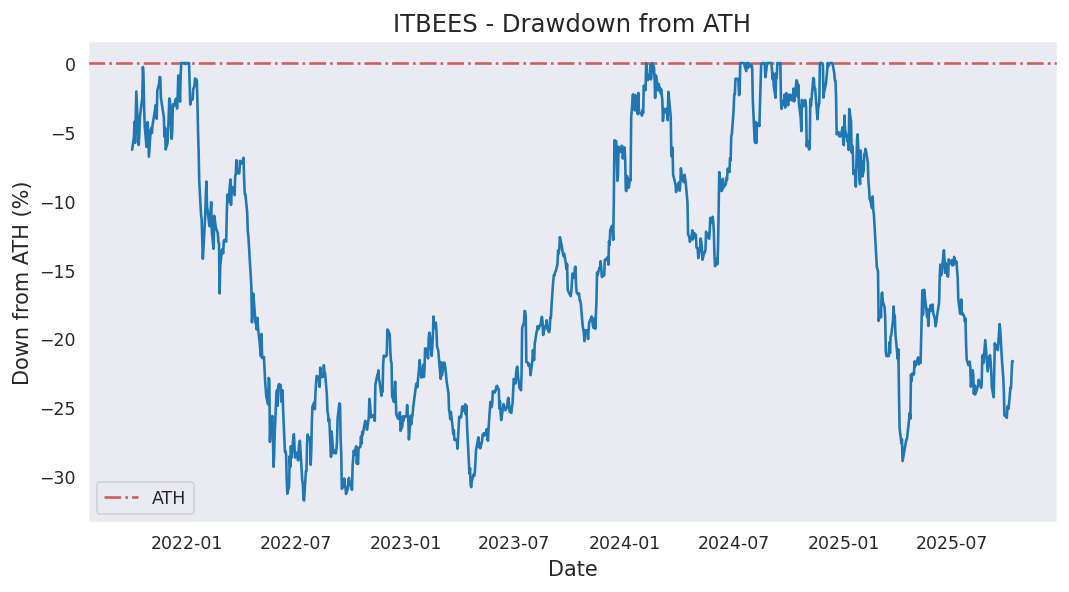 ITBEES - Drawdown from ATH
Down from ATH (%)
0
−5
−10
−15
−20
−25
−30
ATH
2022-01 2022-07 2023-01 2023-07 2024-01 2024-07 2025-01 2025-07
Date